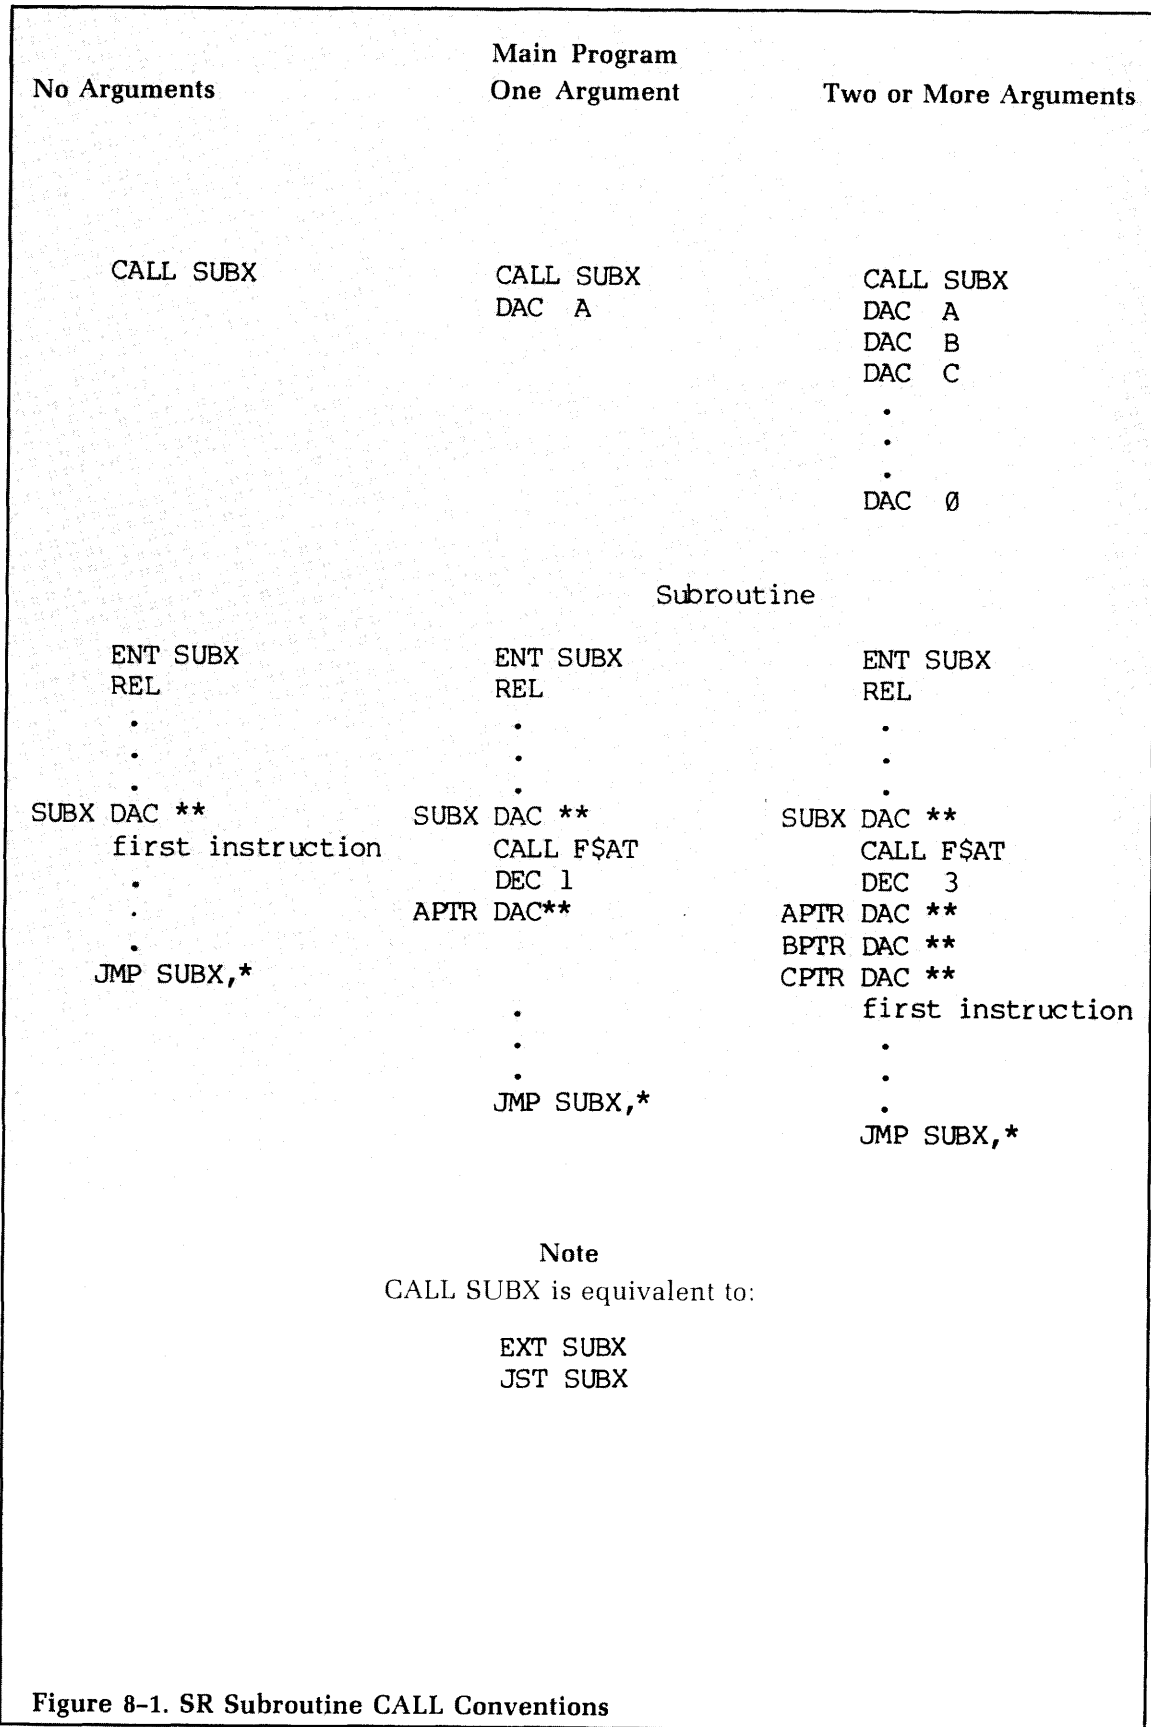 Main Program
No Arguments One Argument Two or More Arguments
CALL SUBX CALL SUBX CALL SUBX
DAC A DAC A
DAC B
DAC C
.
.
.
DAC Ø
Subroutine
ENT SUBX ENT SUBX ENT SUBX
REL REL REL
. . .
. . .
. . .
SUBX DAC ** SUBX DAC ** SUBX DAC **
first instruction CALL F$AT CALL F$AT
. DEC 1 DEC 3
. APTR DAC** APTR DAC **
. BPTR DAC **
JMP SUBX,* CPTR DAC **
. first instruction
. .
. .
JMP SUBX,* .
JMP SUBX,*
Note
CALL SUBX is equivalent to:
EXT SUBX
JST SUBX
Figure 8-1. SR Subroutine CALL Conventions